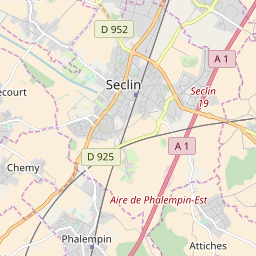 D 952
A 1
Seclin
ecourt
Seclin
19
A 1
D 925
Chemy
Aire de Phalempin-Est
Phalempin
Attiches